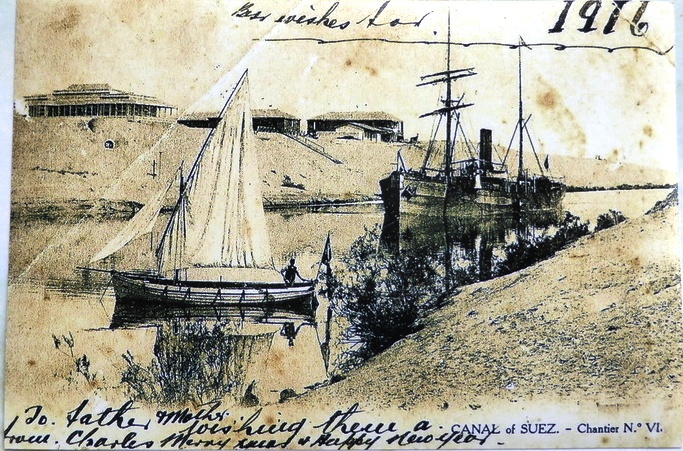 Best wishes for. 1916
To. Father & Mother. wishing them a.
CANAL of SUEZ. - Chantier N.° VI.
from. Charles Merry xmas & Happy New Year.